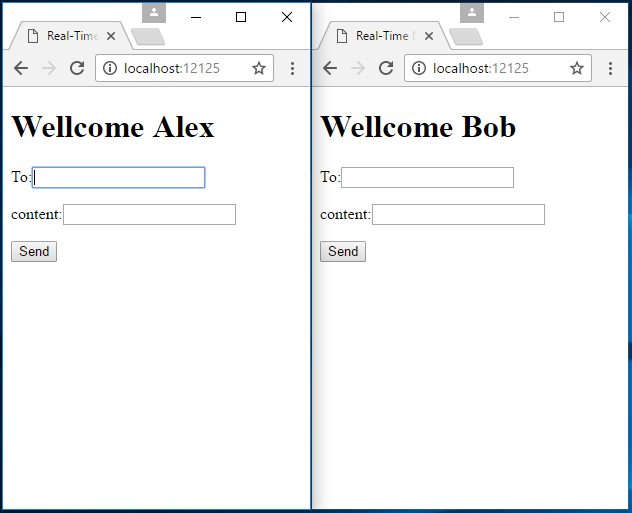 Real-Time
localhost:12125
Wellcome Alex
To:
content:
Send
Real-Time
localhost:12125
Wellcome Bob
To:
content:
Send